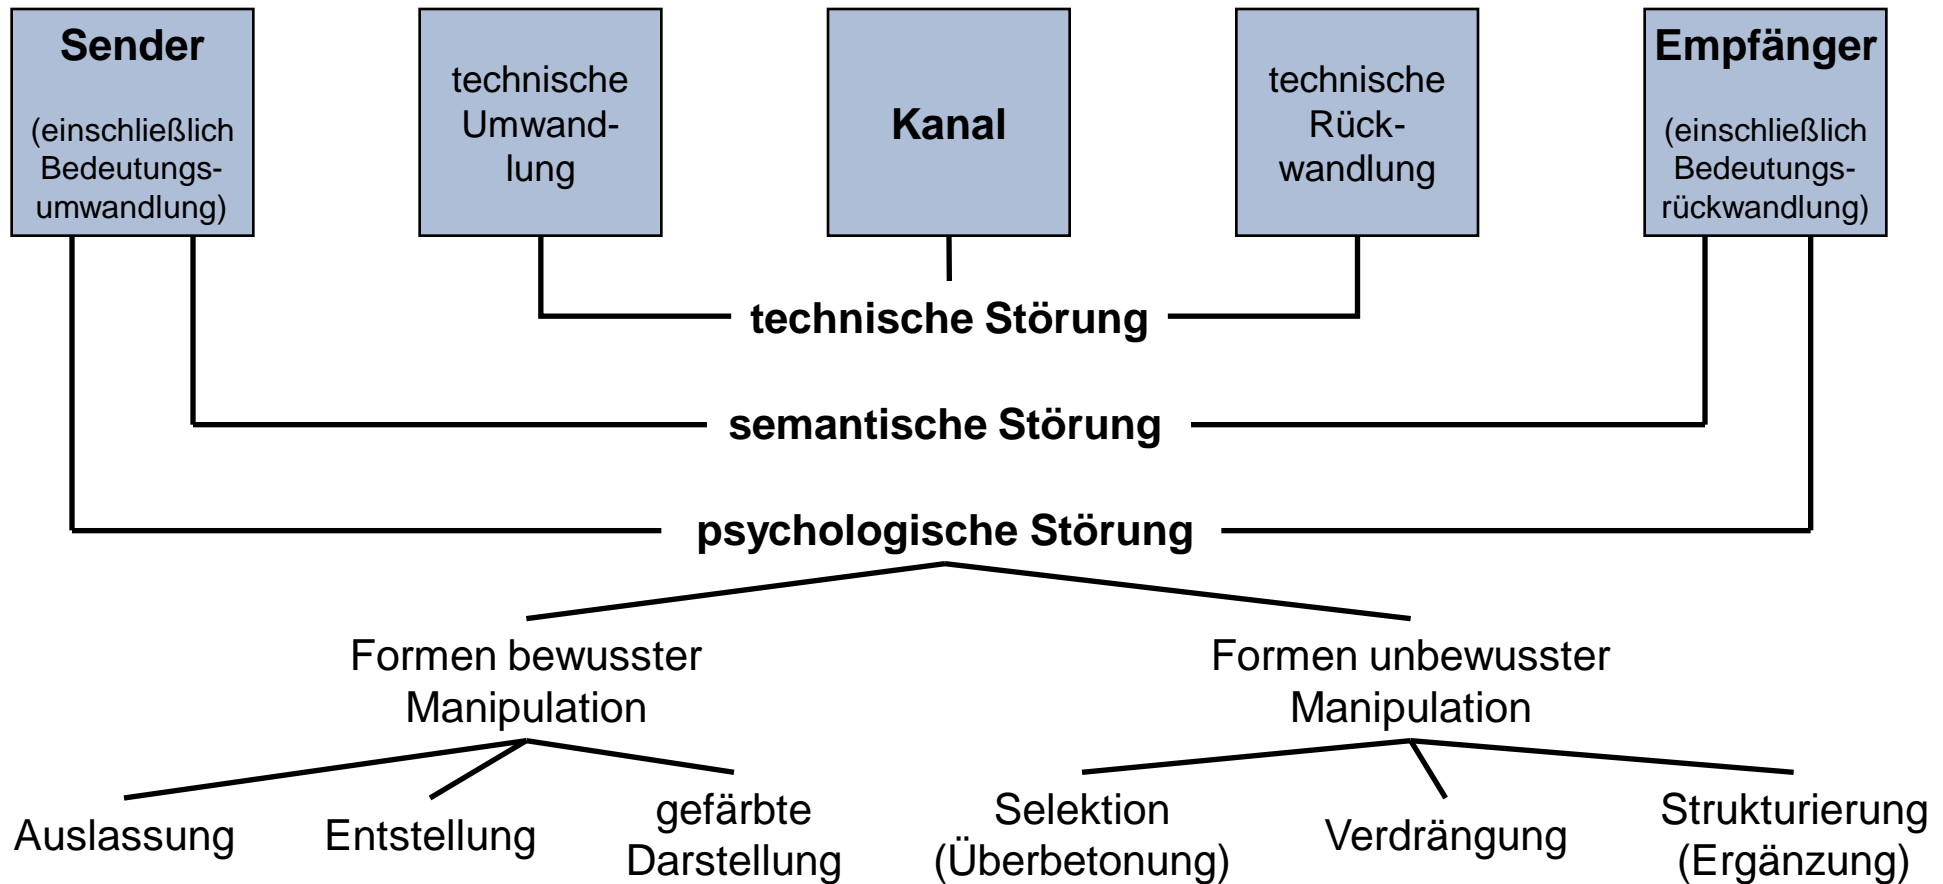 Sender
(einschließlich
Bedeutungs-
umwandlung)
technische
Umwand-
lung
Kanal
technische
Rück-
wandlung
Empfänger
(einschließlich
Bedeutungs-
rückwandlung)
technische Störung
semantische Störung
psychologische Störung
Formen bewusster
Manipulation
Formen unbewusster
Manipulation
Auslassung
Entstellung
gefärbte
Darstellung
Selektion
(Überbetonung)
Verdrängung
Strukturierung
(Ergänzung)